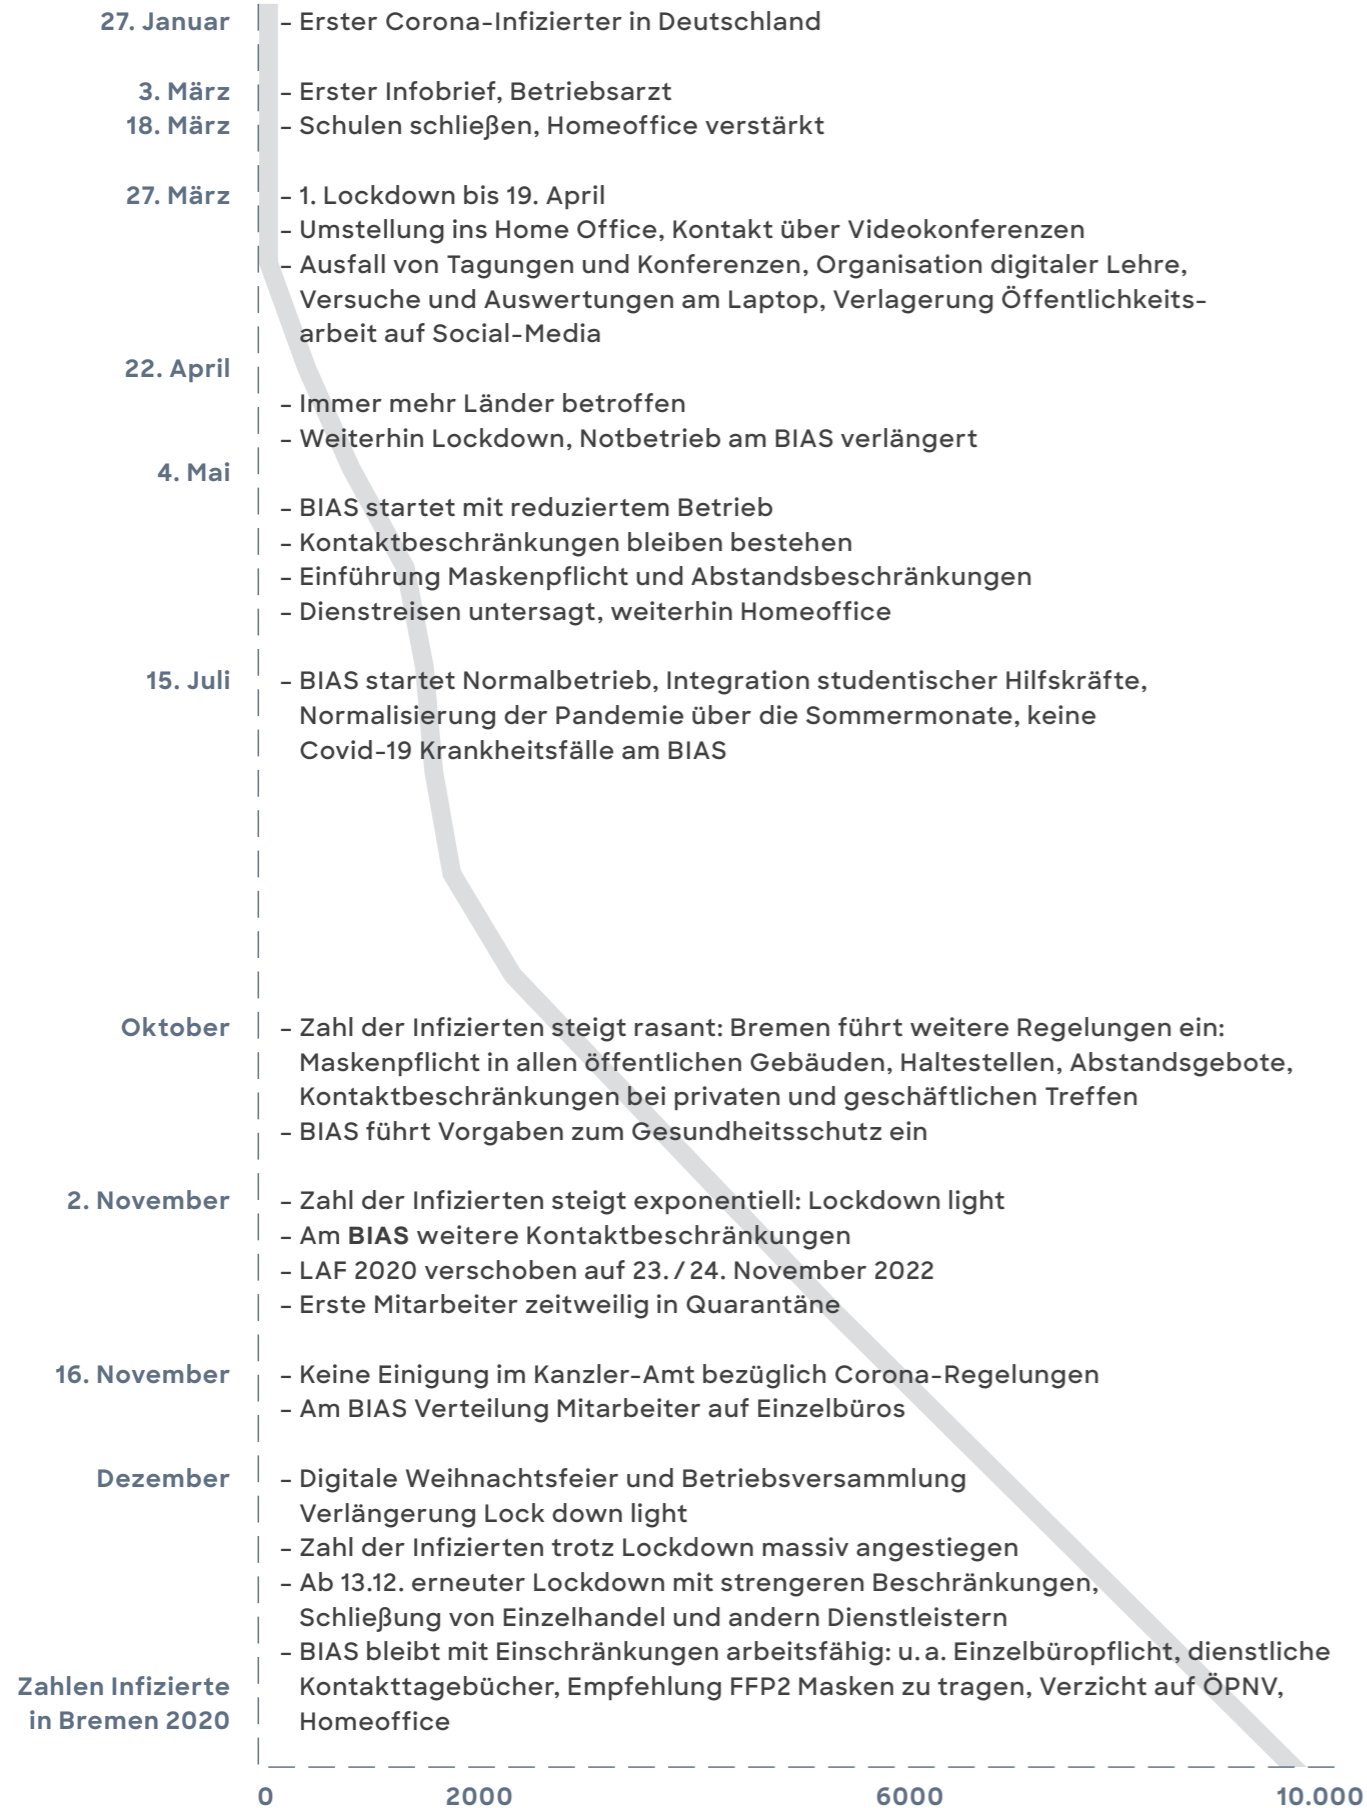 27. Januar – Erster Corona-Infizierter in Deutschland
3. März – Erster Infobrief, Betriebsarzt
18. März – Schulen schließen, Homeoffice verstärkt
27. März – 1. Lockdown bis 19. April
– Umstellung ins Home Office, Kontakt über Videokonferenzen
– Ausfall von Tagungen und Konferenzen, Organisation digitaler Lehre,
Versuche und Auswertungen am Laptop, Verlagerung Öffentlichkeits-
arbeit auf Social-Media
22. April
– Immer mehr Länder betroffen
– Weiterhin Lockdown, Notbetrieb am BIAS verlängert
4. Mai
– BIAS startet mit reduziertem Betrieb
– Kontaktbeschränkungen bleiben bestehen
– Einführung Maskenpflicht und Abstandsbeschränkungen
– Dienstreisen untersagt, weiterhin Homeoffice
15. Juli – BIAS startet Normalbetrieb, Integration studentischer Hilfskräfte,
Normalisierung der Pandemie über die Sommermonate, keine
Covid-19 Krankheitsfälle am BIAS
Oktober – Zahl der Infizierten steigt rasant: Bremen führt weitere Regelungen ein:
Maskenpflicht in allen öffentlichen Gebäuden, Haltestellen, Abstandsgebote,
Kontaktbeschränkungen bei privaten und geschäftlichen Treffen
– BIAS führt Vorgaben zum Gesundheitsschutz ein
2. November – Zahl der Infizierten steigt exponentiell: Lockdown light
– Am BIAS weitere Kontaktbeschränkungen
– LAF 2020 verschoben auf 23. / 24. November 2022
– Erste Mitarbeiter zeitweilig in Quarantäne
16. November – Keine Einigung im Kanzler-Amt bezüglich Corona-Regelungen
– Am BIAS Verteilung Mitarbeiter auf Einzelbüros
Dezember – Digitale Weihnachtsfeier und Betriebsversammlung
Verlängerung Lock down light
– Zahl der Infizierten trotz Lockdown massiv angestiegen
– Ab 13.12. erneuter Lockdown mit strengeren Beschränkungen,
Schließung von Einzelhandel und andern Dienstleistern
– BIAS bleibt mit Einschränkungen arbeitsfähig: u. a. Einzelbüropflicht, dienstliche
Zahlen Infizierte Kontakttagebücher, Empfehlung FFP2 Masken zu tragen, Verzicht auf ÖPNV,
in Bremen 2020 Homeoffice
0 2000 6000 10.000